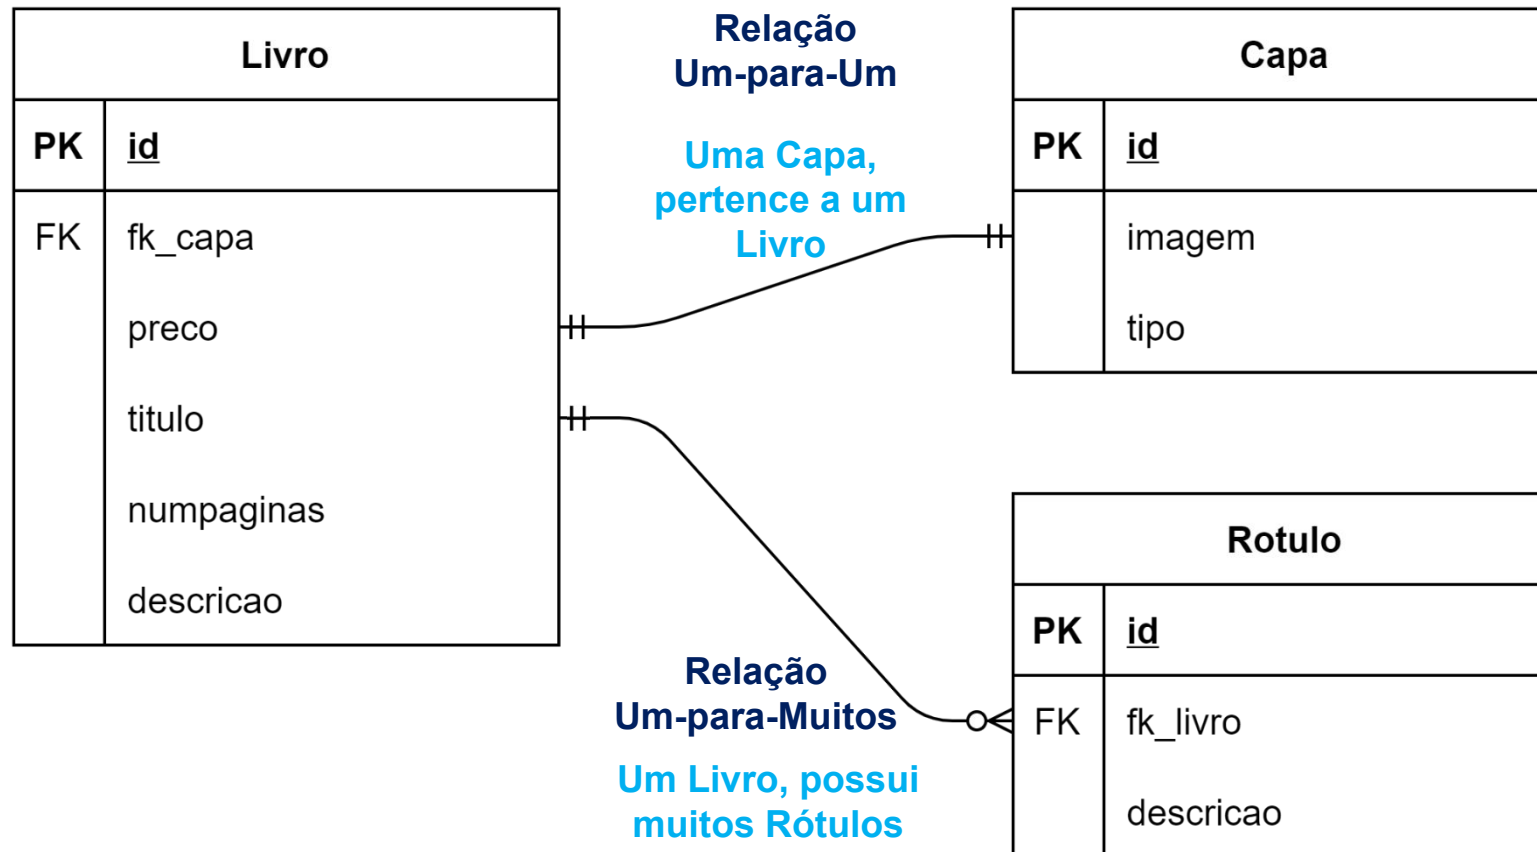 Livro
PK id
FK fk_capa
preco
titulo
numpaginas
descricao
Relação
Um-para-Um
Uma Capa,
pertence a um
Livro
Capa
PK id
imagem
tipo
Relação
Um-para-Muitos
Um Livro, possui
muitos Rótulos
Rotulo
PK id
FK fk_livro
descricao